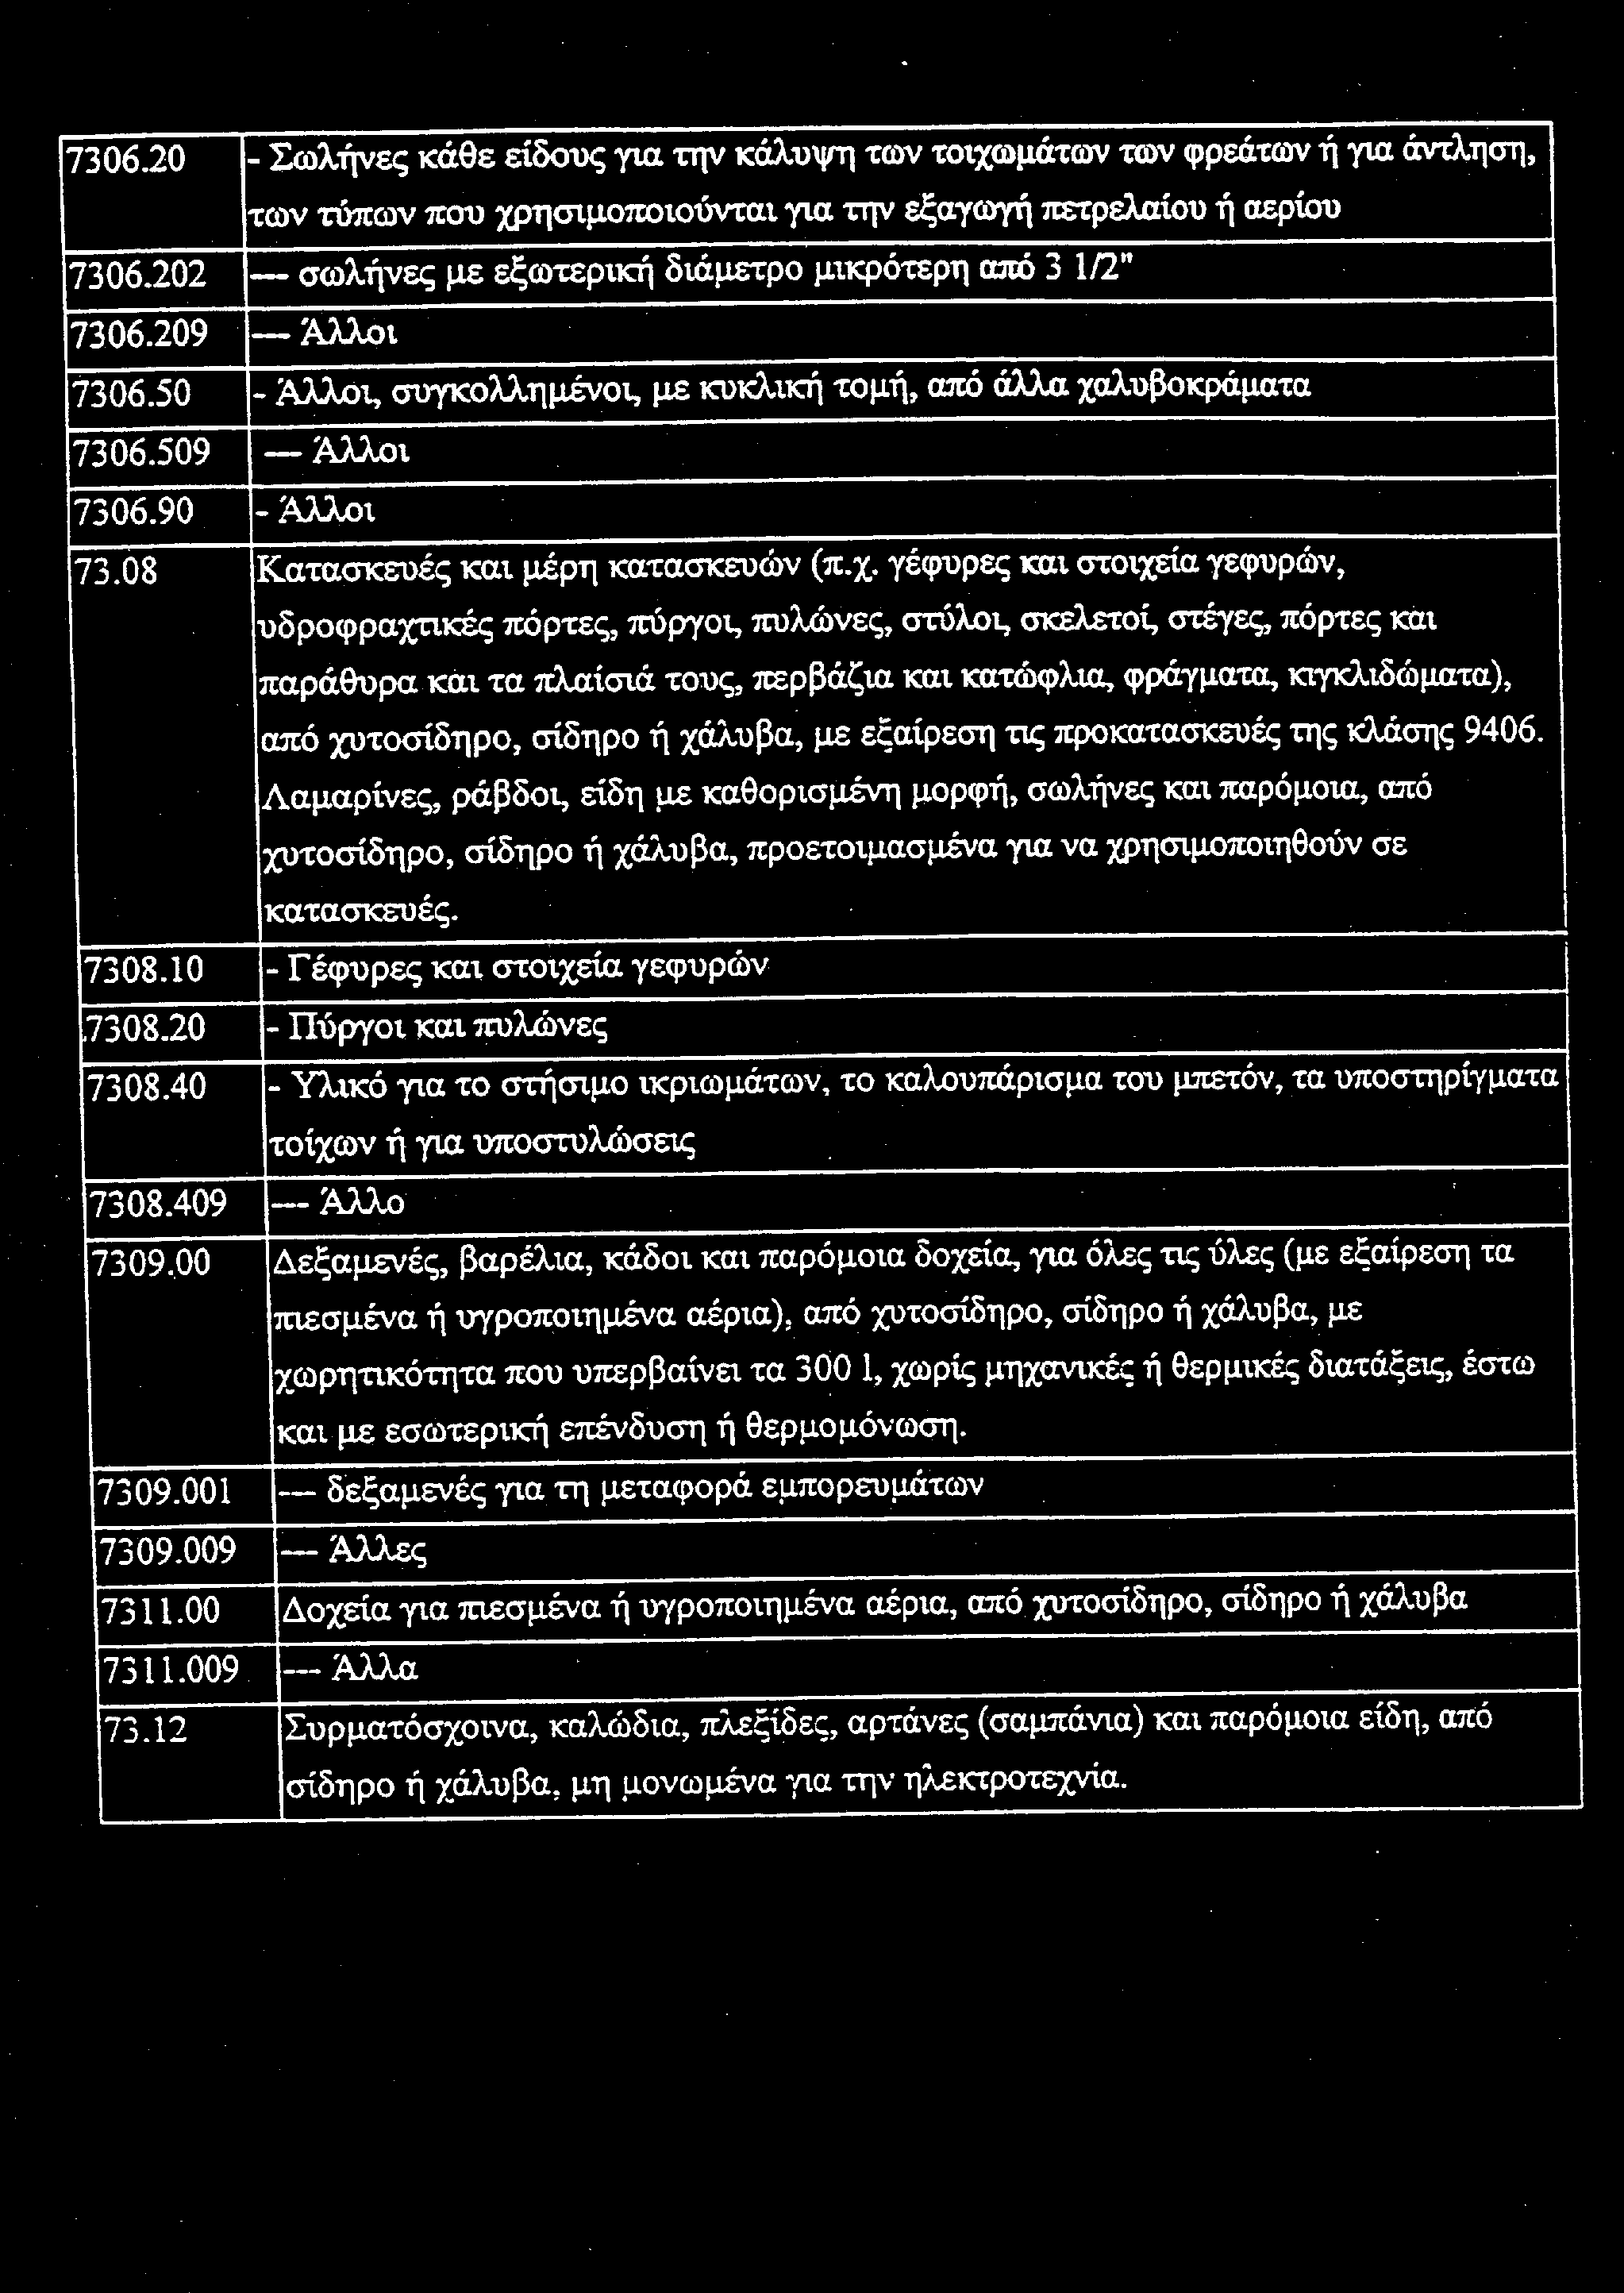 7306.20 - Σωλήνες κάθε είδους για την κάλυψη των τοιχωμάτων των φρεάτων ή για άντληση,
των τύπων που χρησιμοποιούνται για την εξαγωγή πετρελαίου ή αερίου
7306.202 — σωλήνες με εξωτερική διάμετρο μικρότερη από 3 1/2"
7306.209 — Άλλοι
7306.50 - Άλλοι, συγκολλημένοι, με κυκλική τομή, από άλλα χαλυβοκράματα
7306.509 — Άλλοι
7306.90 - Άλλοι
73.08 Κατασκευές και μέρη κατασκευών (π.χ. γέφυρες και στοιχεία γεφυρών,
υδροφραχτικές πόρτες, πύργοι, πυλώνες, στύλοι, σκελετοί, στέγες, πόρτες και
παράθυρα και τα πλαίσιά τους, περβάζια και κατώφλια, φράγματα, κιγκλιδώματα),
από χυτοσίδηρο, σίδηρο ή χάλυβα, με εξαίρεση τις προκατασκευές της κλάσης 9406.
Λαμαρίνες, ράβδοι, είδη με καθορισμένη μορφή, σωλήνες και παρόμοια, από
χυτοσίδηρο, σίδηρο ή χάλυβα, προετοιμασμένα για να χρησιμοποιηθούν σε
κατασκευές.
7308.10 - Γέφυρες και στοιχεία γεφυρών
7308.20 - Πύργοι και πυλώνες
7308.40 - Υλικό για το στήσιμο ικριωμάτων, το καλουπάρισμα του μπετόν, τα υποστηρίγματα
τοίχων ή για υποστυλώσεις
7308.409 — Άλλο
7309.00 Δεξαμενές, βαρέλια, κάδοι και παρόμοια δοχεία, για όλες τις ύλες (με εξαίρεση τα
πιεσμένα ή υγροποιημένα αέρια), από χυτοσίδηρο, σίδηρο ή χάλυβα, με
χωρητικότητα που υπερβαίνει τα 300 l, χωρίς μηχανικές ή θερμικές διατάξεις, έστω
και με εσωτερική επένδυση ή θερμομόνωση.
7309.001 — δεξαμενές για τη μεταφορά εμπορευμάτων
7309.009 — Άλλες
7311.00 Δοχεία για πιεσμένα ή υγροποιημένα αέρια, από χυτοσίδηρο, σίδηρο ή χάλυβα
7311.009 — Άλλα
73.12 Συρματόσχοινα, καλώδια, πλεξίδες, αρτάνες (σαμπάνια) και παρόμοια είδη, από
σίδηρο ή χάλυβα, μη μονωμένα για την ηλεκτροτεχνία.